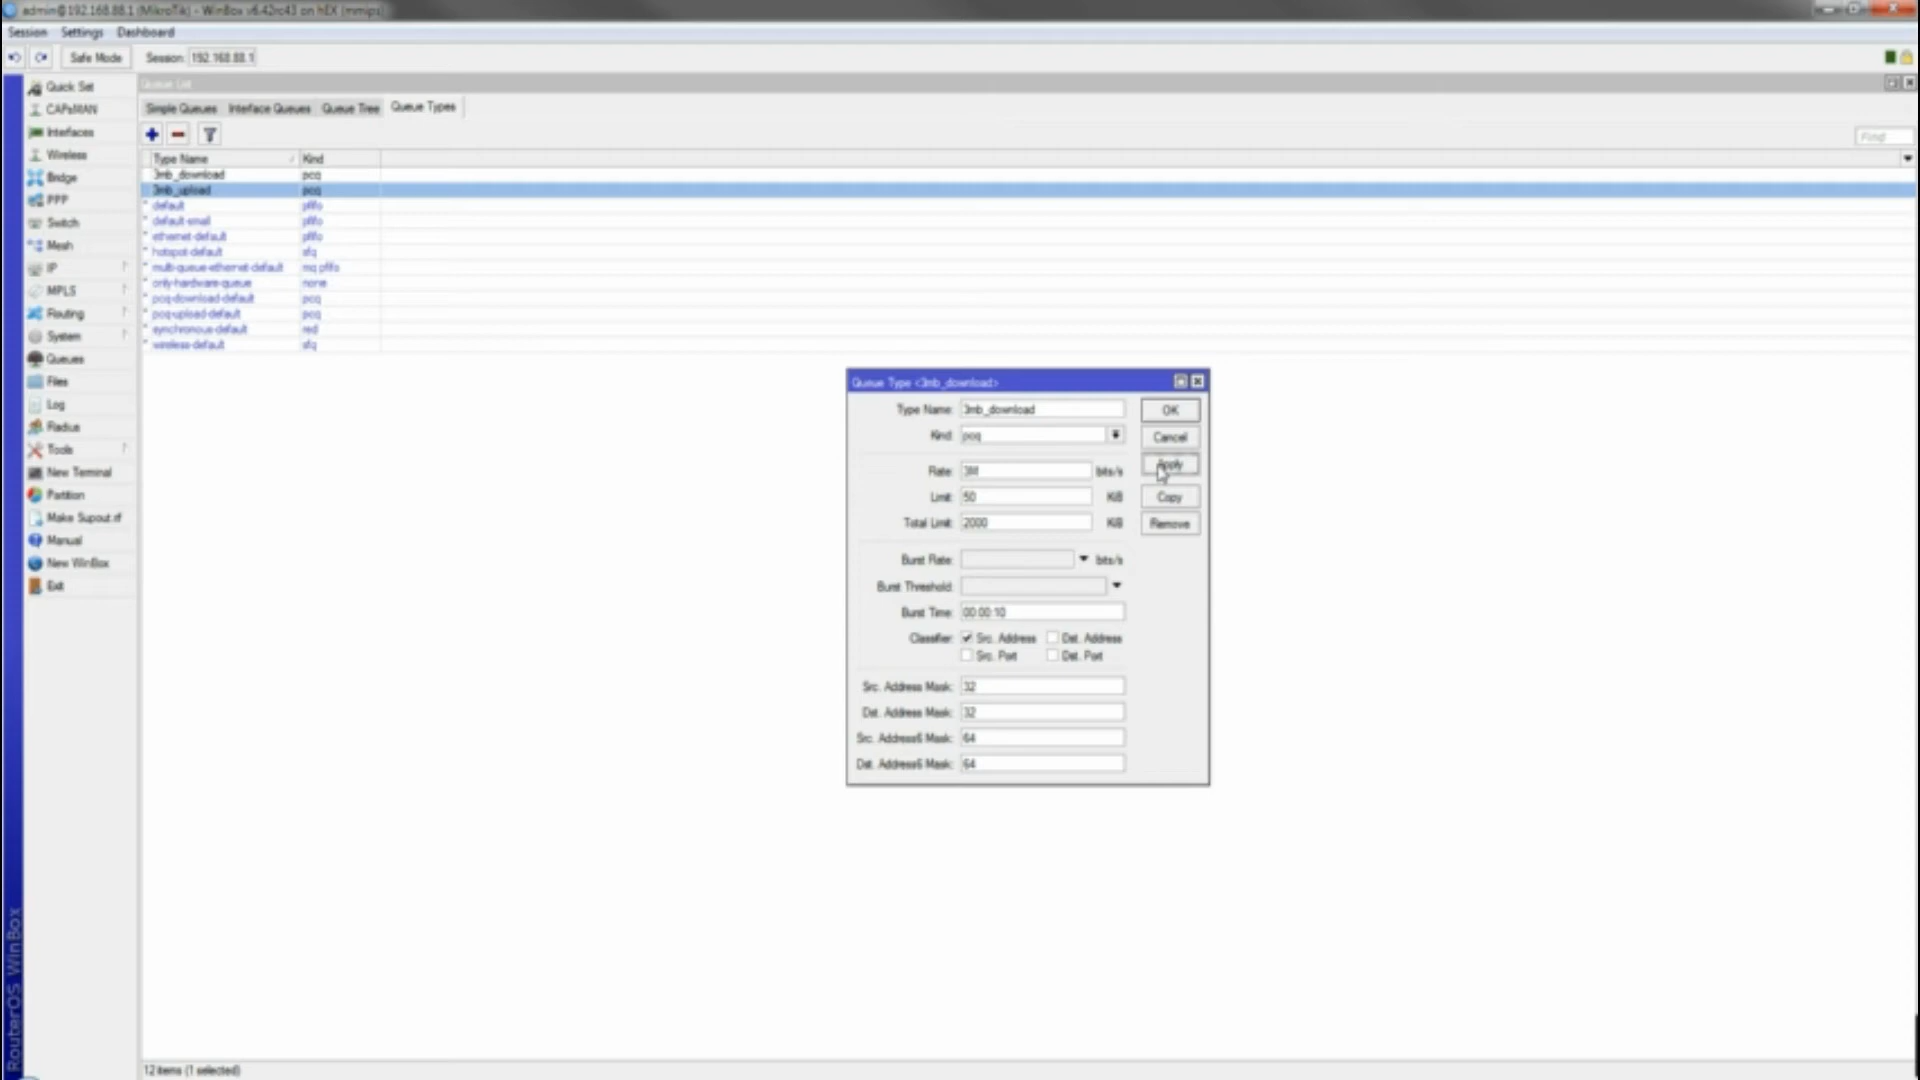 admin@192.168.88.1 (MikroTik) - WinBox v6.42rc43 on hEX (mmips)
Session Settings Dashboard
Safe Mode Session: 192.168.88.1
Quick Set
CAPsMAN
Interfaces
Wireless
Bridge
PPP
Switch
Mesh
IP
MPLS
Routing
System
Queues
Files
Log
Radius
Tools
New Terminal
Partition
Make Supout.rif
Manual
New WinBox
Exit
RouterOS WinBox
Queue List
Simple Queues Interface Queues Queue Tree Queue Types
Find
Type Name Kind
3mb_download pcq
3mb_upload pcq
* default pfifo
* default-small pfifo
* ethernet-default pfifo
* hotspot-default sfq
* multi-queue-ethernet-default mq pfifo
* only-hardware-queue none
* pcq-download-default pcq
* pcq-upload-default pcq
* synchronous-default red
* wireless-default sfq
Queue Type <3mb_download>
Type Name: 3mb_download
Kind: pcq
Rate: 3M bits/s
Limit: 50 KiB
Total Limit: 2000 KiB
Burst Rate: bits/s
Burst Threshold:
Burst Time: 00:00:10
Classifier: Src. Address Dst. Address
Src. Port Dst. Port
Src. Address Mask: 32
Dst. Address Mask: 32
Src. Address6 Mask: 64
Dst. Address6 Mask: 64
OK
Cancel
Apply
Copy
Remove
12 items (1 selected)